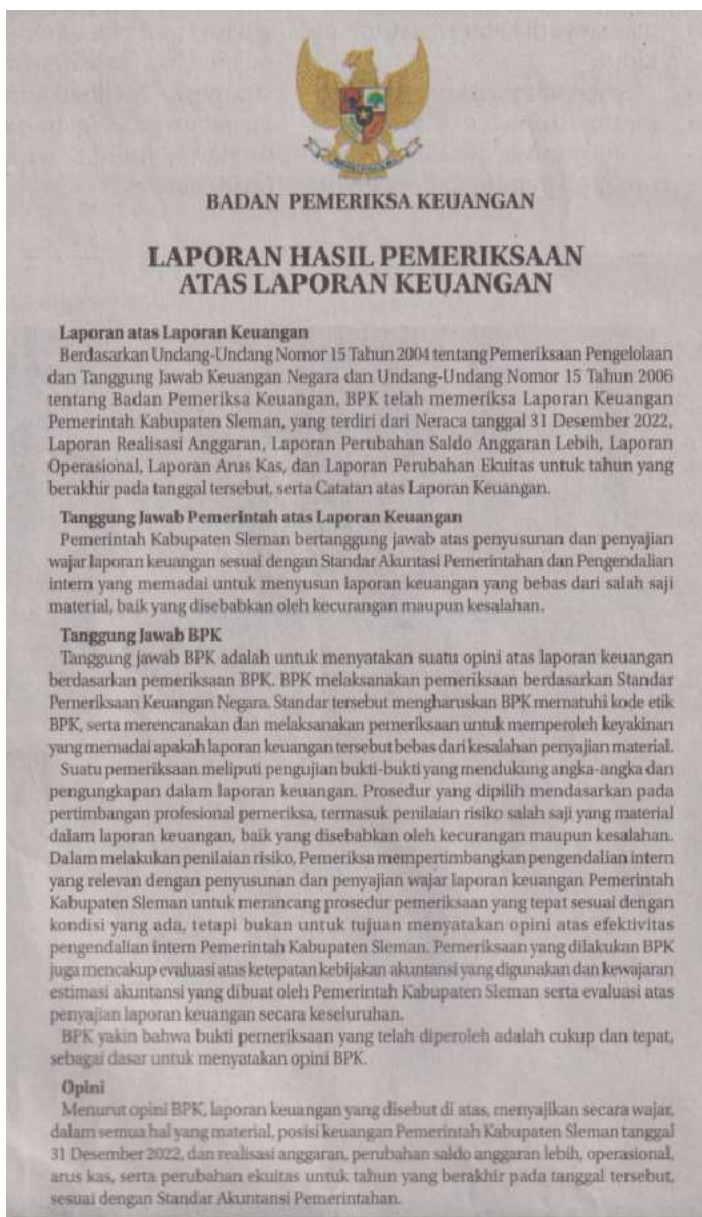 BADAN PEMERIKSA KEUANGAN
LAPORAN HASIL PEMERIKSAAN
ATAS LAPORAN KEUANGAN
Laporan atas Laporan Keuangan
Berdasarkan Undang-Undang Nomor 15 Tahun 2004 tentang Pemeriksaan Pengelolaan
dan Tanggung Jawab Keuangan Negara dan Undang-Undang Nomor 15 Tahun 2006
tentang Badan Pemeriksa Keuangan, BPK telah memeriksa Laporan Keuangan
Pemerintah Kabupaten Sleman, yang terdiri dari Neraca tanggal 31 Desember 2022,
Laporan Realisasi Anggaran, Laporan Perubahan Saldo Anggaran Lebih, Laporan
Operasional, Laporan Arus Kas, dan Laporan Perubahan Ekuitas untuk tahun yang
berakhir pada tanggal tersebut, serta Catatan atas Laporan Keuangan.
Tanggung Jawab Pemerintah atas Laporan Keuangan
Pemerintah Kabupaten Sleman bertanggung jawab atas penyusunan dan penyajian
wajar laporan keuangan sesuai dengan Standar Akuntasi Pemerintahan dan Pengendalian
intern yang memadai untuk menyusun laporan keuangan yang bebas dari salah saji
material, baik yang disebabkan oleh kecurangan maupun kesalahan.
Tanggung Jawab BPK
Tanggung jawab BPK adalah untuk menyatakan suatu opini atas laporan keuangan
berdasarkan pemeriksaan BPK. BPK melaksanakan pemeriksaan berdasarkan Standar
Pemeriksaan Keuangan Negara. Standar tersebut mengharuskan BPK mematuhi kode etik
BPK, serta merencanakan dan melaksanakan pemeriksaan untuk memperoleh keyakinan
yang memadai apakah laporan keuangan tersebut bebas dari kesalahan penyajian material.
Suatu pemeriksaan meliputi pengujian bukti-bukti yang mendukung angka-angka dan
pengungkapan dalam laporan keuangan. Prosedur yang dipilih mendasarkan pada
pertimbangan profesional pemeriksa, termasuk penilaian risiko salah saji yang material
dalam laporan keuangan, baik yang disebabkan oleh kecurangan maupun kesalahan.
Dalam melakukan penilaian risiko, Pemeriksa mempertimbangkan pengendalian intern
yang relevan dengan penyusunan dan penyajian wajar laporan keuangan Pemerintah
Kabupaten Sleman untuk merancang prosedur pemeriksaan yang tepat sesuai dengan
kondisi yang ada, tetapi bukan untuk tujuan menyatakan opini atas efektivitas
pengendalian intern Pemerintah Kabupaten Sleman. Pemeriksaan yang dilakukan BPK
juga mencakup evaluasi atas ketepatan kebijakan akuntansi yang digunakan dan kewajaran
estimasi akuntansi yang dibuat oleh Pemerintah Kabupaten Sleman serta evaluasi atas
penyajian laporan keuangan secara keseluruhan.
BPK yakin bahwa bukti pemeriksaan yang telah diperoleh adalah cukup dan tepat,
sebagai dasar untuk menyatakan opini BPK.
Opini
Menurut opini BPK, laporan keuangan yang disebut di atas, menyajikan secara wajar,
dalam semua hal yang material, posisi keuangan Pemerintah Kabupaten Sleman tanggal
31 Desember 2022, dan realisasi anggaran, perubahan saldo anggaran lebih, operasional,
arus kas, serta perubahan ekuitas untuk tahun yang berakhir pada tanggal tersebut,
sesuai dengan Standar Akuntansi Pemerintahan.